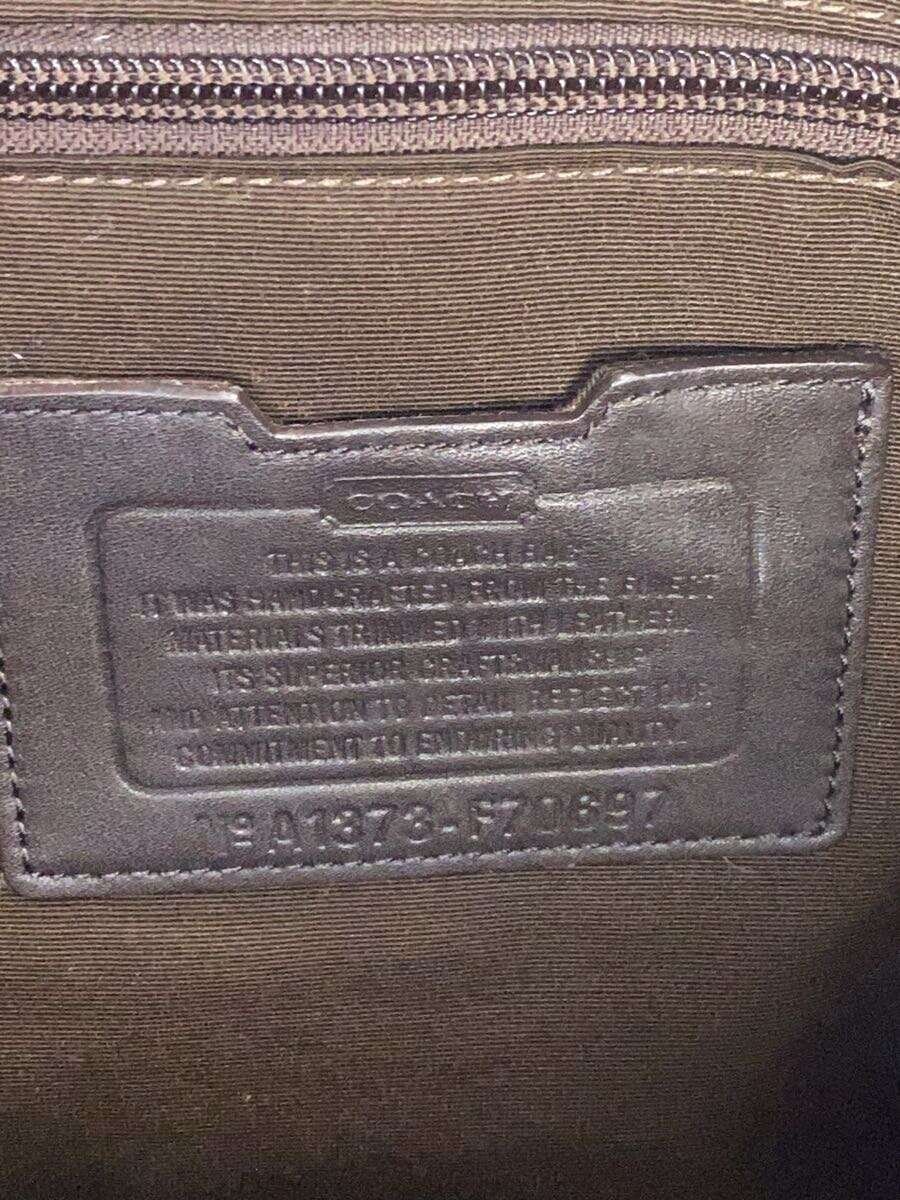 COACH
THIS IS A COACH BAG
IT WAS HANDCRAFTED FROM THE FINEST
MATERIALS TRIMMED WITH LEATHER.
ITS SUPERIOR CRAFTSMANSHIP
AND ATTENTION TO DETAIL REFLECT OUR
COMMITMENT TO ENDURING QUALITY.
Nº A1373-F70697